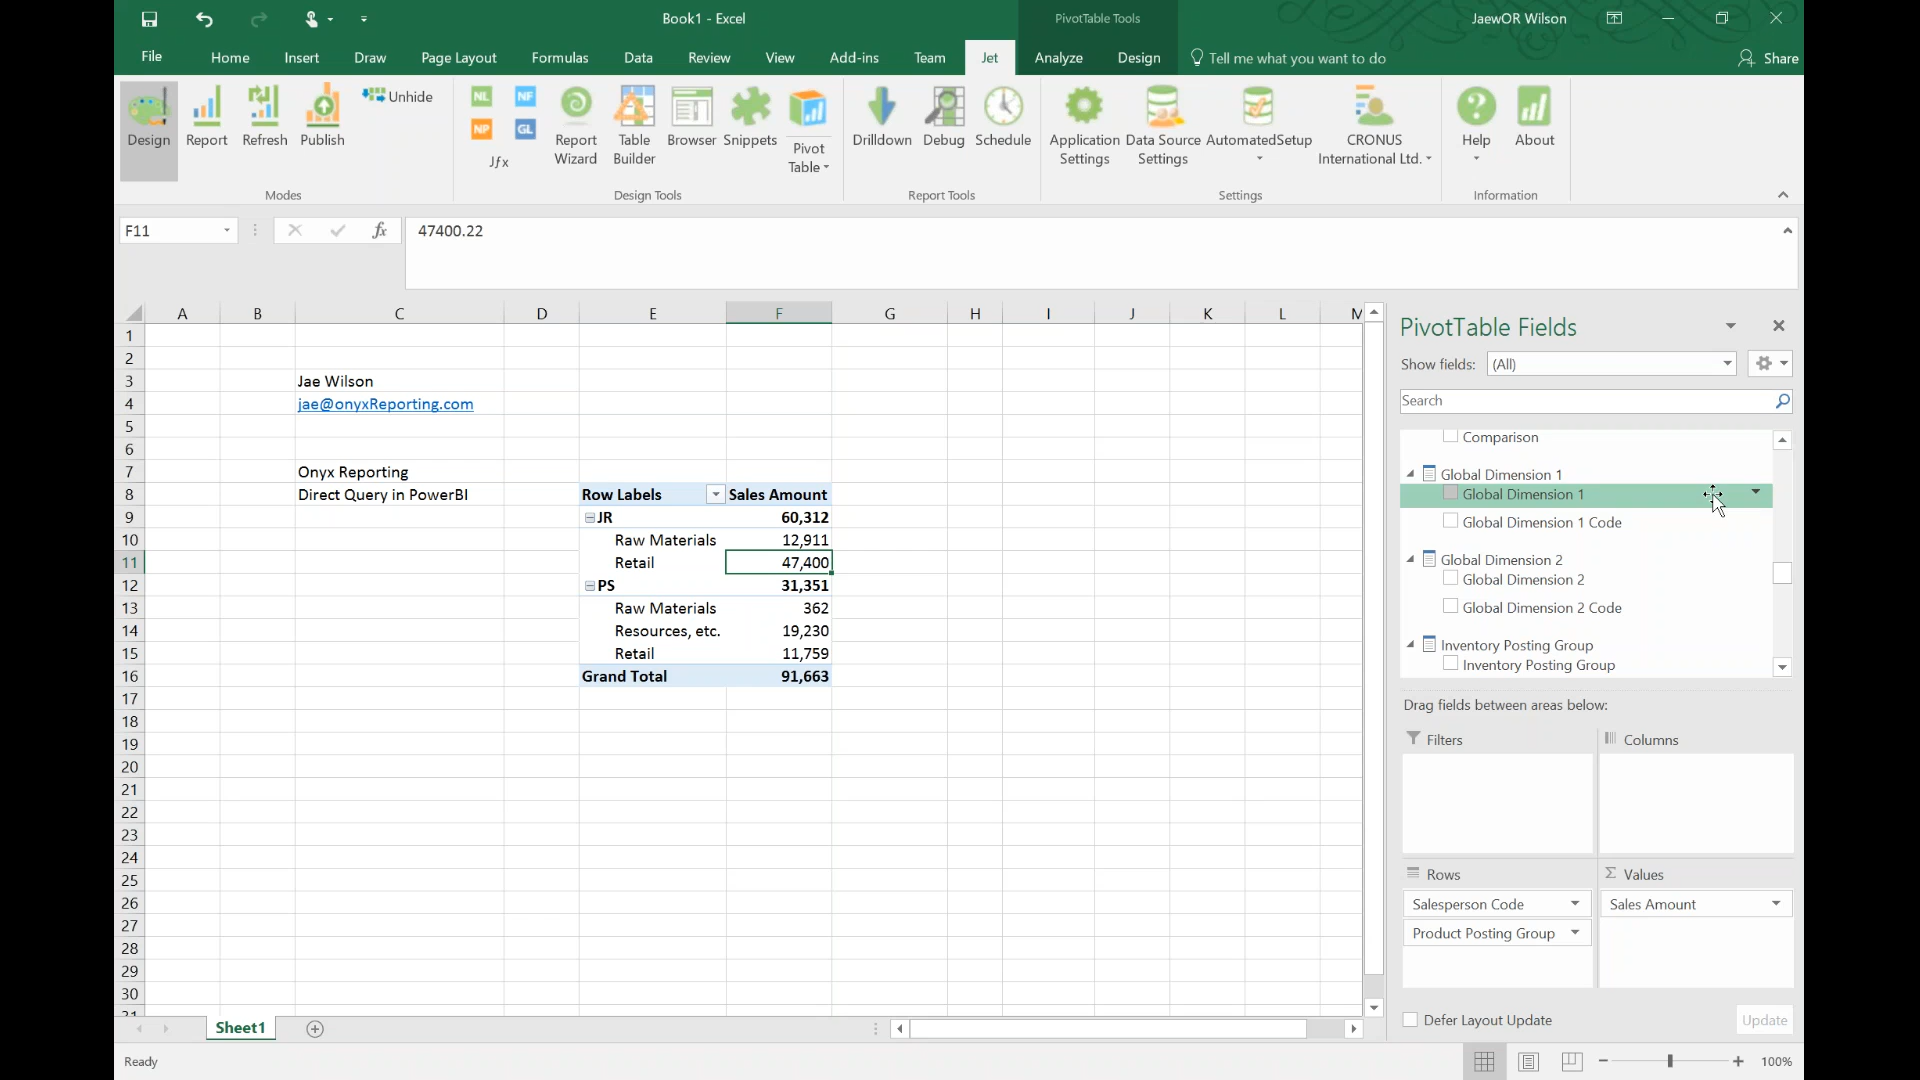 Book1 - Excel
PivotTable Tools
JaewOR Wilson
File Home Insert Draw Page Layout Formulas Data Review View Add-ins Team Jet Analyze Design Tell me what you want to do Share
Design
Report
Refresh
Publish
Unhide
Modes
NL NF
NP GL
Jfx
Report
Wizard
Table
Builder
Browser
Snippets
Pivot
Table
Design Tools
Drilldown
Debug
Schedule
Report Tools
Application
Settings
Data Source
Settings
AutomatedSetup
CRONUS
International Ltd.
Settings
Help
About
Information
F11 fx 47400.22
A B C D E F G H I J K L M
1
2
3 Jae Wilson
4 jae@onyxReporting.com
5
6
7 Onyx Reporting
8 Direct Query in PowerBI Row Labels Sales Amount
9 JR 60,312
10 Raw Materials 12,911
11 Retail 47,400
12 PS 31,351
13 Raw Materials 362
14 Resources, etc. 19,230
15 Retail 11,759
16 Grand Total 91,663
17
18
19
20
21
22
23
24
25
26
27
28
29
30
31
PivotTable Fields
Show fields: (All)
Search
Comparison
Global Dimension 1
Global Dimension 1
Global Dimension 1 Code
Global Dimension 2
Global Dimension 2
Global Dimension 2 Code
Inventory Posting Group
Inventory Posting Group
Drag fields between areas below:
Filters
Columns
Rows
Σ Values
Salesperson Code
Sales Amount
Product Posting Group
Defer Layout Update
Update
Sheet1
Ready
100%